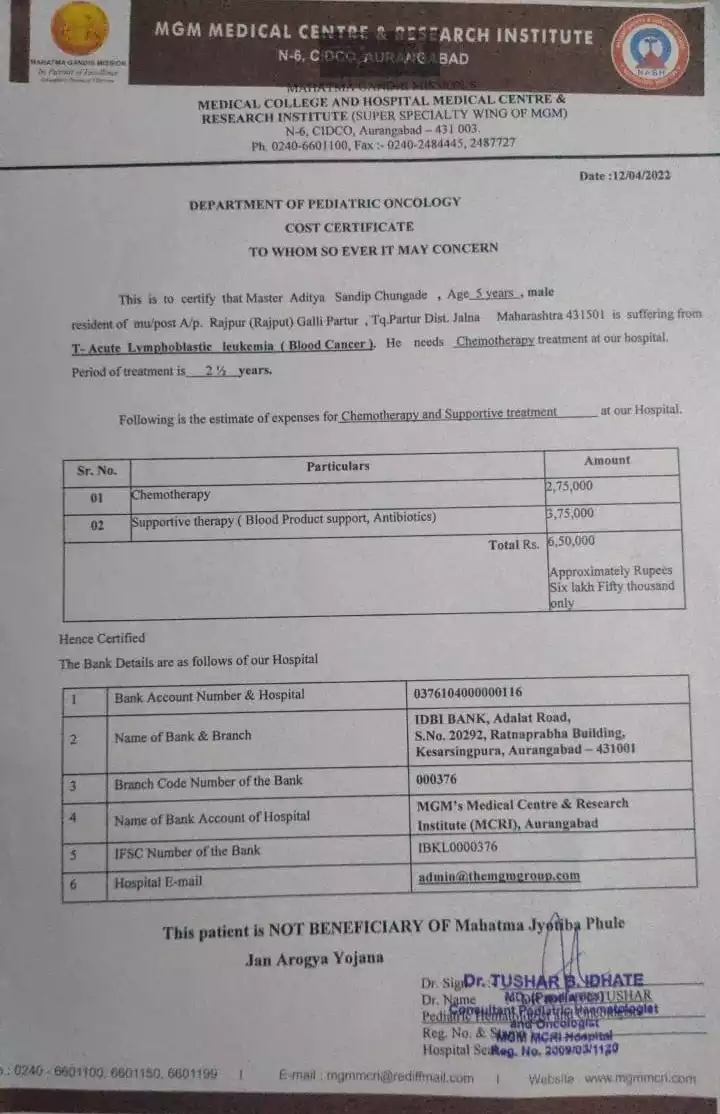 MGM MEDICAL CENTRE & RESEARCH INSTITUTE
N-6, CIDCO, AURANGABAD
MAHATMA GANDHI MISSION
In Pursuit of Excellence
NABH
MAHATMA GANDHI MISSION'S
MEDICAL COLLEGE AND HOSPITAL MEDICAL CENTRE &
RESEARCH INSTITUTE (SUPER SPECIALTY WING OF MGM)
N-6, CIDCO, Aurangabad – 431 003.
Ph. 0240-6601100, Fax :- 0240-2484445, 2487727
Date :12/04/2022
DEPARTMENT OF PEDIATRIC ONCOLOGY
COST CERTIFICATE
TO WHOM SO EVER IT MAY CONCERN
This is to certify that Master Aditya Sandip Chungade , Age 5 years , male
resident of mu/post A/p. Rajpur (Rajput) Galli Partur , Tq.Partur Dist. Jalna Maharashtra 431501 is suffering from
T- Acute Lymphoblastic leukemia ( Blood Cancer ). He needs Chemotherapy treatment at our hospital.
Period of treatment is 2 ½ years.
Following is the estimate of expenses for Chemotherapy and Supportive treatment at our Hospital.
Sr. No. Particulars Amount
01 Chemotherapy 2,75,000
02 Supportive therapy ( Blood Product support, Antibiotics) 3,75,000
Total Rs. 6,50,000
Approximately Rupees
Six lakh Fifty thousand
only
Hence Certified
The Bank Details are as follows of our Hospital
1 Bank Account Number & Hospital 0376104000000116
2 Name of Bank & Branch IDBI BANK, Adalat Road,
S.No. 20292, Ratnaprabha Building,
Kesarsingpura, Aurangabad – 431001
3 Branch Code Number of the Bank 000376
4 Name of Bank Account of Hospital MGM's Medical Centre & Research
Institute (MCRI), Aurangabad
5 IFSC Number of the Bank IBKL0000376
6 Hospital E-mail admin@themgmgroup.com
This patient is NOT BENEFICIARY OF Mahatma Jyotiba Phule
Jan Arogya Yojana
Dr. Sign Dr. TUSHAR B. IDHATE
Dr. Name MD (Paediatrics) TUSHAR
Consultant Pediatric Haematologist
Pediatric Hematologist and Oncologist
and Oncologist
Reg. No. & MGM MCRI Hospital
Hospital Seal Reg. No. 2009/03/1120
: 0240 - 6601100, 6601150, 6601199 I E-mail : mgmmcri@rediffmail.com I Website www.mgmmcri.com